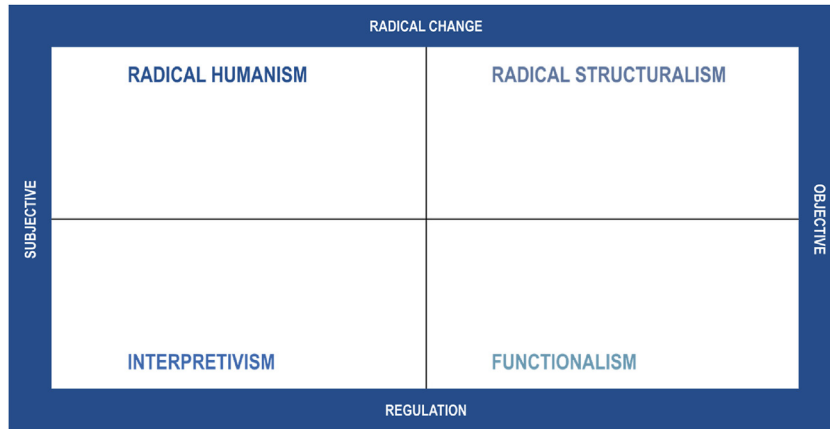 RADICAL CHANGE
RADICAL HUMANISM
RADICAL STRUCTURALISM
SUBJECTIVE
OBJECTIVE
INTERPRETIVISM
FUNCTIONALISM
REGULATION